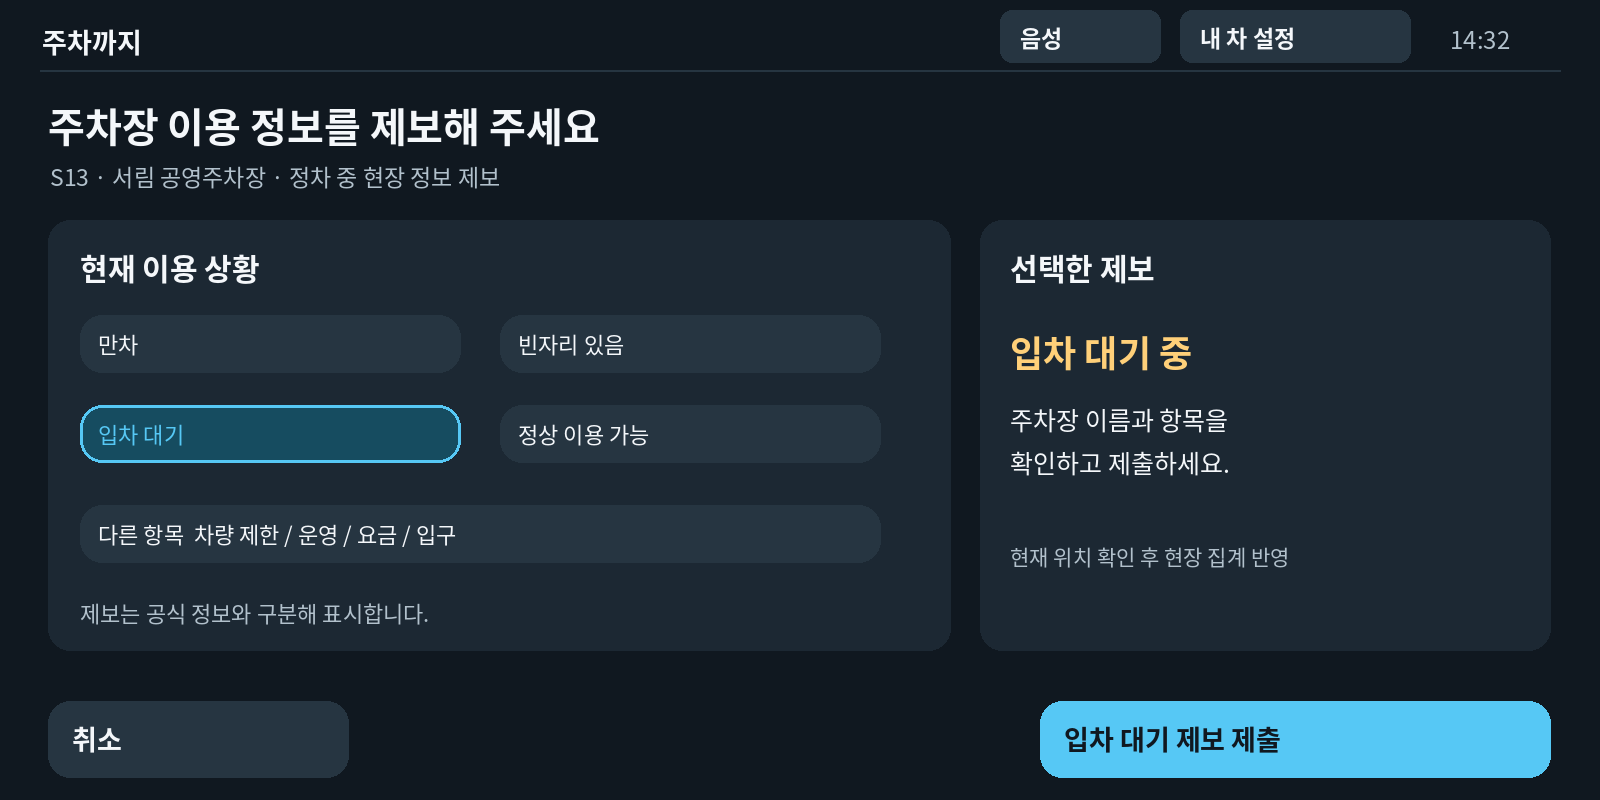 주차까지
음성
내 차 설정
14:32
주차장 이용 정보를 제보해 주세요
S13 · 서림 공영주차장 · 정차 중 현장 정보 제보
현재 이용 상황
만차
빈자리 있음
입차 대기
정상 이용 가능
다른 항목 차량 제한 / 운영 / 요금 / 입구
제보는 공식 정보와 구분해 표시합니다.
선택한 제보
입차 대기 중
주차장 이름과 항목을
확인하고 제출하세요.
현재 위치 확인 후 현장 집계 반영
취소
입차 대기 제보 제출